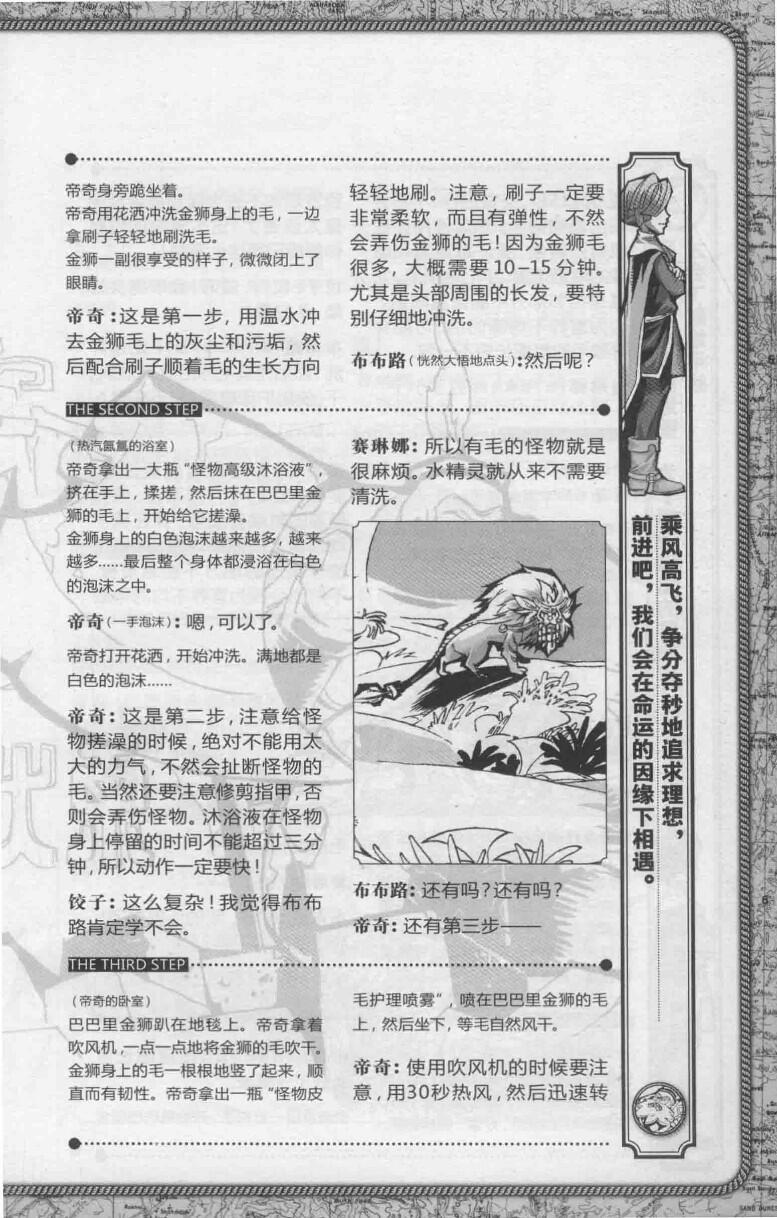 帝奇身旁跪坐着。
帝奇用花洒冲洗金狮身上的毛，一边
拿刷子轻轻地刷洗毛。
金狮一副很享受的样子，微微闭上了
眼睛。
帝奇：这是第一步，用温水冲
去金狮毛上的灰尘和污垢，然
后配合刷子顺着毛的生长方向
轻轻地刷。注意，刷子一定要
非常柔软，而且有弹性，不然
会弄伤金狮的毛！因为金狮毛
很多，大概需要10-15分钟。
尤其是头部周围的长发，要特
别仔细地冲洗。
布布路（恍然大悟地点头）：然后呢？
THE SECOND STEP
（热汽氤氲的浴室）
帝奇拿出一大瓶“怪物高级沐浴液”，
挤在手上，揉搓，然后抹在巴巴里金
狮的毛上，开始给它搓澡。
金狮身上的白色泡沫越来越多，越来
越多……最后整个身体都浸浴在白色
的泡沫之中。
帝奇（一手泡沫）：嗯，可以了。
帝奇打开花洒，开始冲洗。满地都是
白色的泡沫……
帝奇：这是第二步，注意给怪
物搓澡的时候，绝对不能用太
大的力气，不然会扯断怪物的
毛。当然还要注意修剪指甲，否
则会弄伤怪物。沐浴液在怪物
身上停留的时间不能超过三分
钟，所以动作一定要快！
饺子：这么复杂！我觉得布布
路肯定学不会。
赛琳娜：所以有毛的怪物就是
很麻烦。水精灵就从来不需要
清洗。
布布路：还有吗？还有吗？
帝奇：还有第三步——
THE THIRD STEP
（帝奇的卧室）
巴巴里金狮趴在地毯上。帝奇拿着
吹风机，一点一点地将金狮的毛吹干。
金狮身上的毛一根根地竖了起来，顺
直而有韧性。帝奇拿出一瓶“怪物皮
毛护理喷雾”，喷在巴巴里金狮的毛
上，然后坐下，等毛自然风干。
帝奇：使用吹风机的时候要注
意，用30秒热风，然后迅速转
乘风高飞，争分夺秒地追求理想，
前进吧，我们会在命运的因缘下相遇。